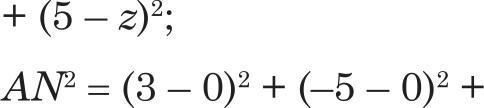 + (5 – z)²;
AN² = (3 – 0)² + (–5 – 0)² +